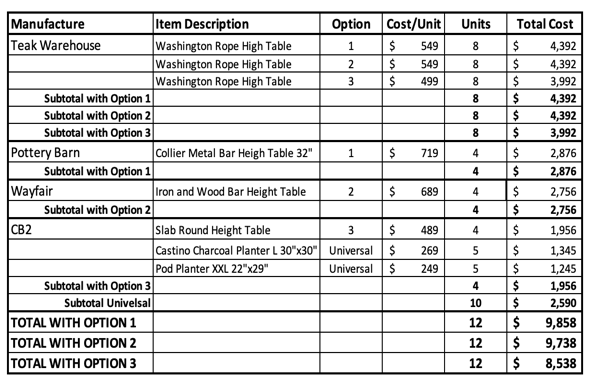 Manufacture Item Description Option Cost/Unit Units Total Cost
Teak Warehouse Washington Rope High Table 1 $ 549 8 $ 4,392
Washington Rope High Table 2 $ 549 8 $ 4,392
Washington Rope High Table 3 $ 499 8 $ 3,992
Subtotal with Option 1 8 $ 4,392
Subtotal with Option 2 8 $ 4,392
Subtotal with Option 3 8 $ 3,992
Pottery Barn Collier Metal Bar Heigh Table 32" 1 $ 719 4 $ 2,876
Subtotal with Option 1 4 $ 2,876
Wayfair Iron and Wood Bar Height Table 2 $ 689 4 $ 2,756
Subtotal with Option 2 4 $ 2,756
CB2 Slab Round Height Table 3 $ 489 4 $ 1,956
Castino Charcoal Planter L 30"x30" Universal $ 269 5 $ 1,345
Pod Planter XXL 22"x29" Universal $ 249 5 $ 1,245
Subtotal with Option 3 4 $ 1,956
Subtotal Univelsal 10 $ 2,590
TOTAL WITH OPTION 1 12 $ 9,858
TOTAL WITH OPTION 2 12 $ 9,738
TOTAL WITH OPTION 3 12 $ 8,538